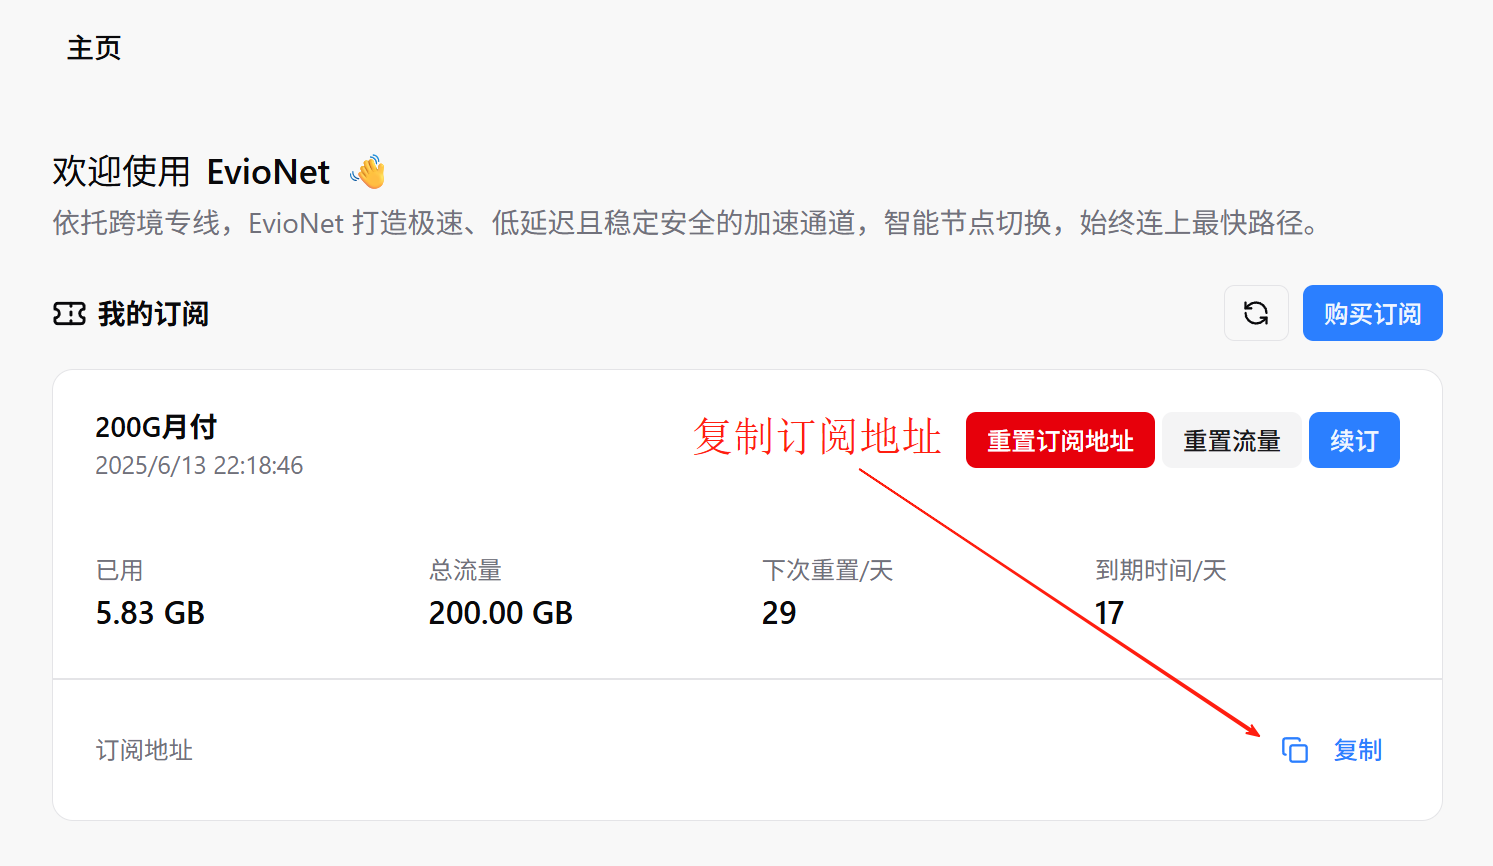 主页
欢迎使用 EvioNet 👋
依托跨境专线，EvioNet 打造极速、低延迟且稳定安全的加速通道，智能节点切换，始终连上最快路径。
我的订阅
购买订阅
200G月付
2025/6/13 22:18:46
复制订阅地址
重置订阅地址
重置流量
续订
已用
总流量
下次重置/天
到期时间/天
5.83 GB
200.00 GB
29
17
订阅地址
复制